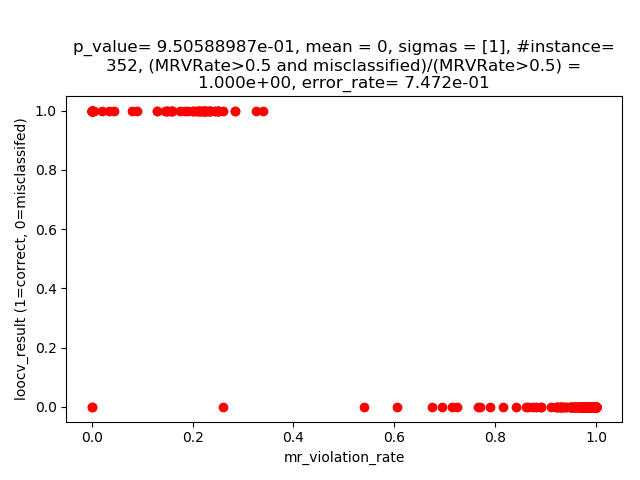 p_value= 9.50588987e-01, mean = 0, sigmas = [1], #instance=
352, (MRVRate>0.5 and misclassified)/(MRVRate>0.5) =
1.000e+00, error_rate= 7.472e-01
loocv_result (1=correct, 0=misclassifed)
1.0
0.8
0.6
0.4
0.2
0.0
0.0 0.2 0.4 0.6 0.8 1.0
mr_violation_rate